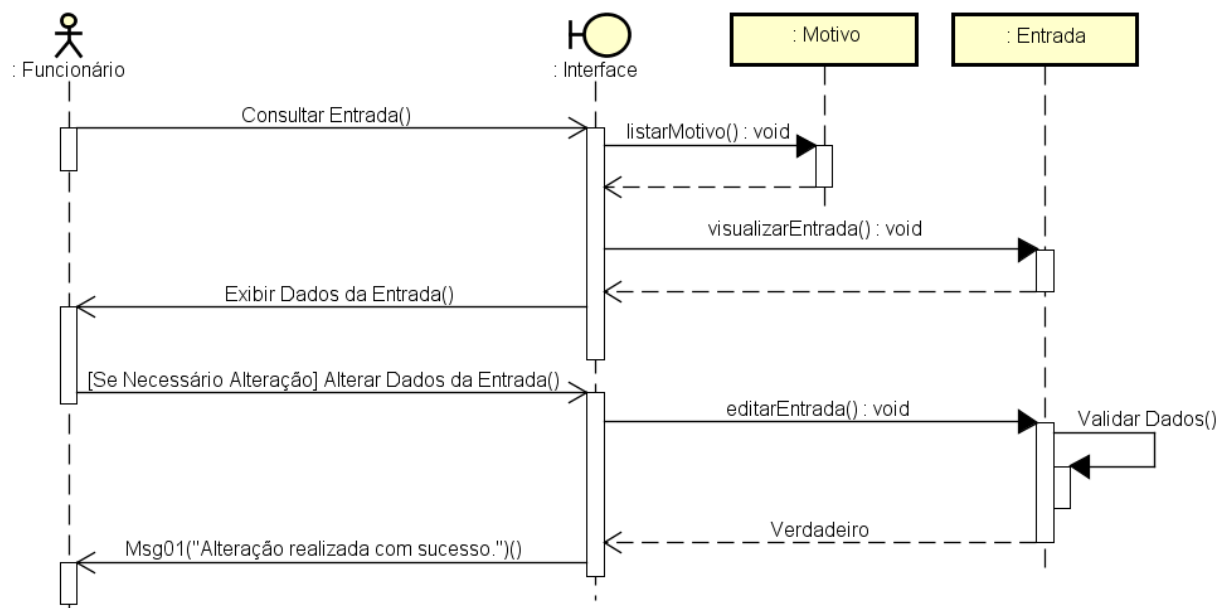 : Funcionário
: Interface
: Motivo
: Entrada
Consultar Entrada()
listarMotivo() : void
visualizarEntrada() : void
Exibir Dados da Entrada()
[Se Necessário Alteração] Alterar Dados da Entrada()
editarEntrada() : void
Validar Dados()
Verdadeiro
Msg01("Alteração realizada com sucesso.")()